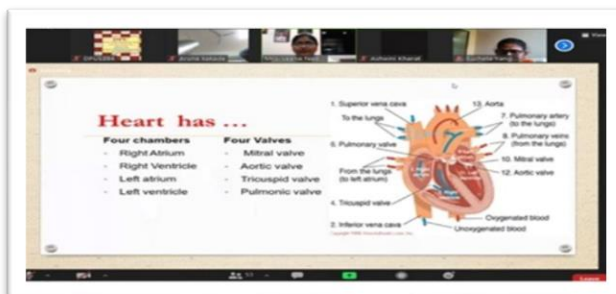 View
Heart has ...
Four chambers
- Right Atrium
- Right Ventricle
- Left atrium
- Left ventricle
Four Valves
- Mitral valve
- Aortic valve
- Tricuspid valve
- Pulmonic valve
1. Superior vena cava
To the lungs
6. Pulmonary valve
From the lungs
(to left atrium)
4. Tricuspid valve
2. Inferior vena cava
13. Aorta
7. Pulmonary artery
(to the lungs)
8. Pulmonary veins
(from the lungs)
10. Mitral valve
12. Aortic valve
Oxygenated blood
Unoxygenated blood
Leave